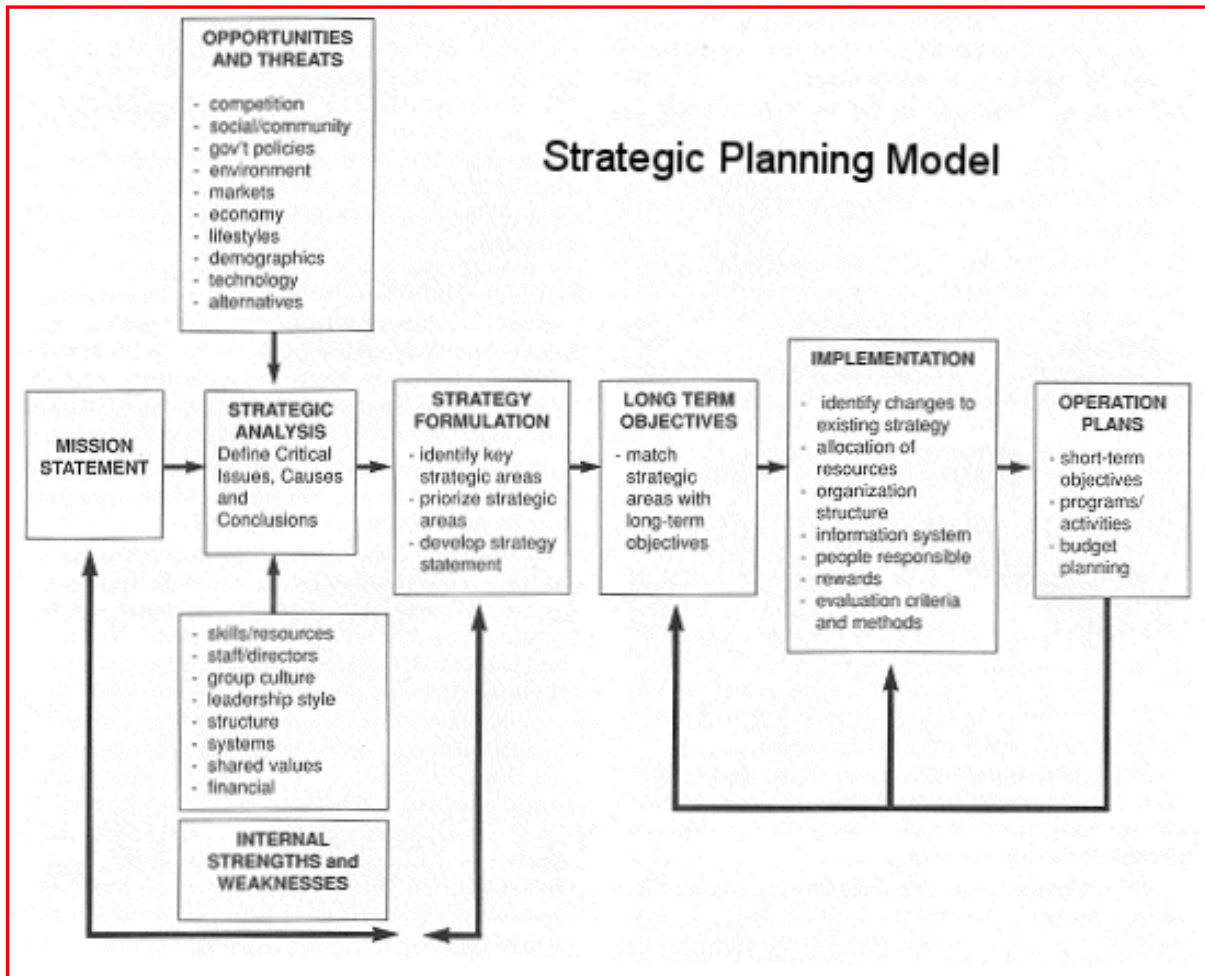 OPPORTUNITIES
AND THREATS
- competition
- social/community
- gov't policies
- environment
- markets
- economy
- lifestyles
- demographics
- technology
- alternatives
Strategic Planning Model
MISSION
STATEMENT
STRATEGIC
ANALYSIS
Define Critical
Issues, Causes
and
Conclusions
STRATEGY
FORMULATION
- identify key
strategic areas
- priorize strategic
areas
- develop strategy
statement
LONG TERM
OBJECTIVES
- match
strategic
areas with
long-term
objectives
IMPLEMENTATION
- identify changes to
existing strategy
- allocation of
resources
- organization
structure
- information system
- people responsible
- rewards
- evaluation criteria
and methods
OPERATION
PLANS
- short-term
objectives
- programs/
activities
- budget
planning
- skills/resources
- staff/directors
- group culture
- leadership style
- structure
- systems
- shared values
- financial
INTERNAL
STRENGTHS and
WEAKNESSES